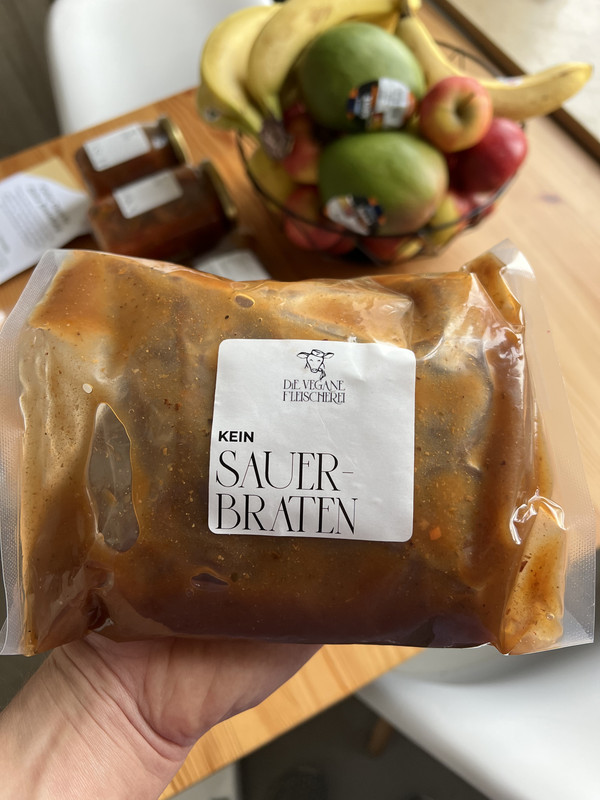 DiE VEGANE
FLEISCHEREI
KEIN
SAUER-
BRATEN